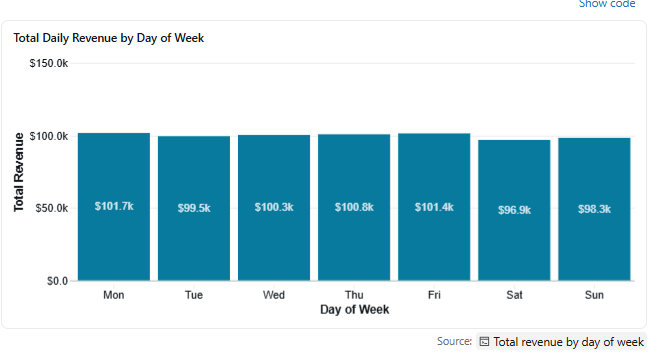 Show code
Total Daily Revenue by Day of Week
$150.0k
$100.0k
$50.0k
$0.0
Total Revenue
$101.7k $99.5k $100.3k $100.8k $101.4k $96.9k $98.3k
Mon Tue Wed Thu Fri Sat Sun
Day of Week
Source: Total revenue by day of week